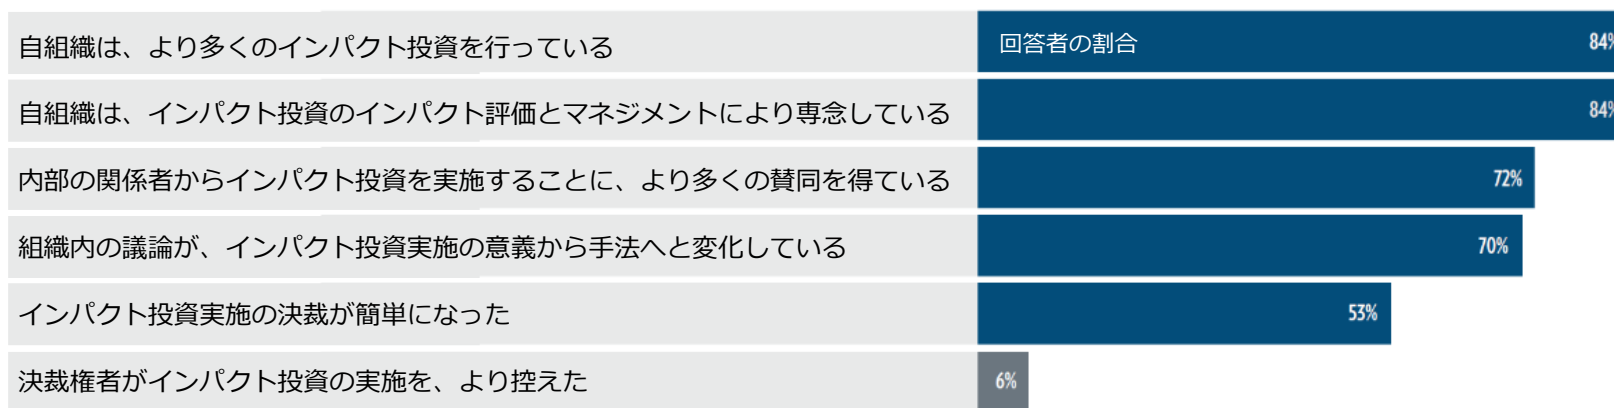 自組織は、より多くのインパクト投資を行っている 回答者の割合 84%
自組織は、インパクト投資のインパクト評価とマネジメントにより専念している 84%
内部の関係者からインパクト投資を実施することに、より多くの賛同を得ている 72%
組織内の議論が、インパクト投資実施の意義から手法へと変化している 70%
インパクト投資実施の決裁が簡単になった 53%
決裁権者がインパクト投資の実施を、より控えた 6%